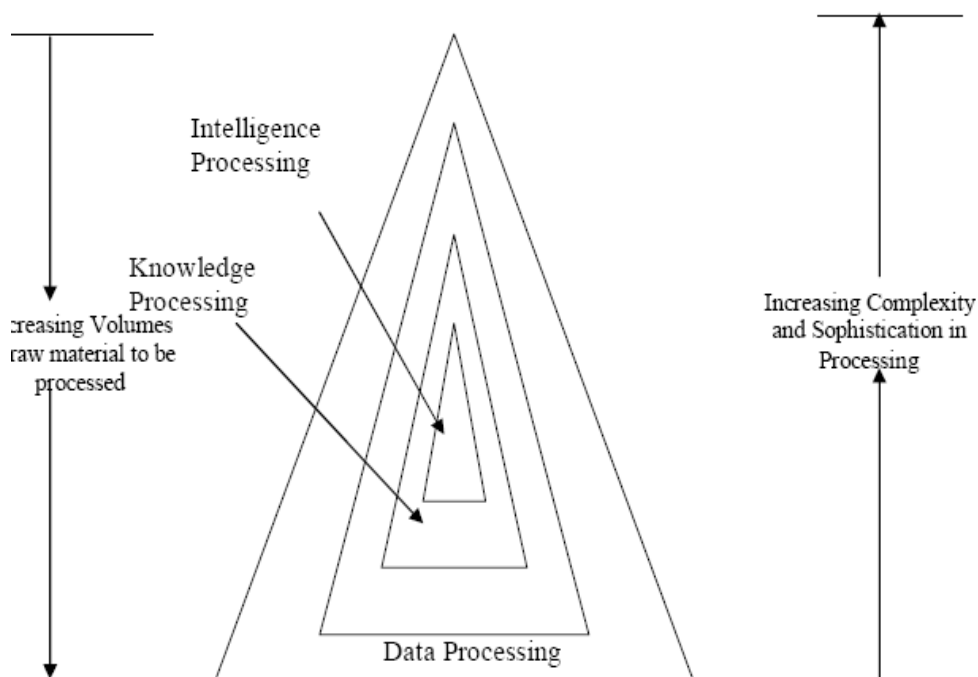 Intelligence
Processing
Knowledge
Processing
creasing Volumes
raw material to be
processed
Increasing Complexity
and Sophistication in
Processing
Data Processing